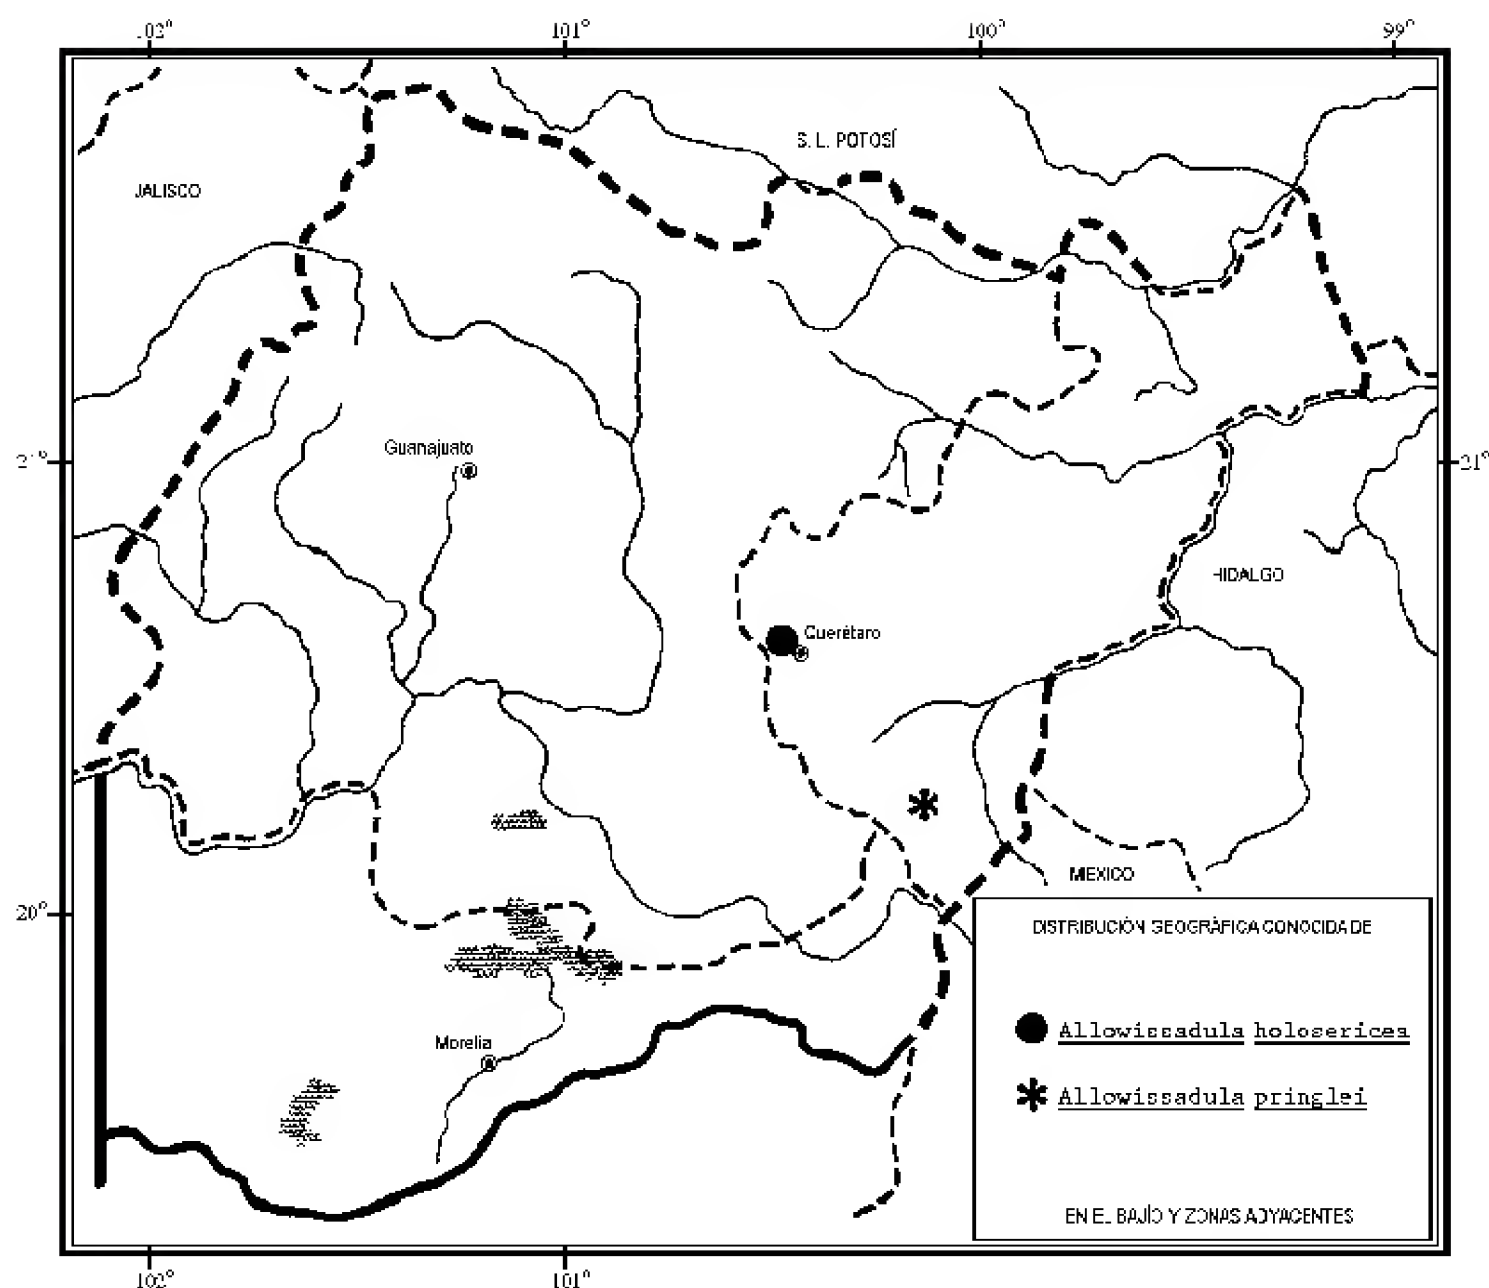 102° 101° 100° 99°
S. L. POTOSÍ
JALISCO
Guanajuato
21° 21°
HIDALGO
Querétaro
MEXICO
20°
DISTRIBUCIÓN GEOGRÁFICA CONOCIDA DE
Allowissadula holosericea
Morelia
Allowissadula pringlei
EN EL BAJÍO Y ZONAS ADYACENTES
102° 101°